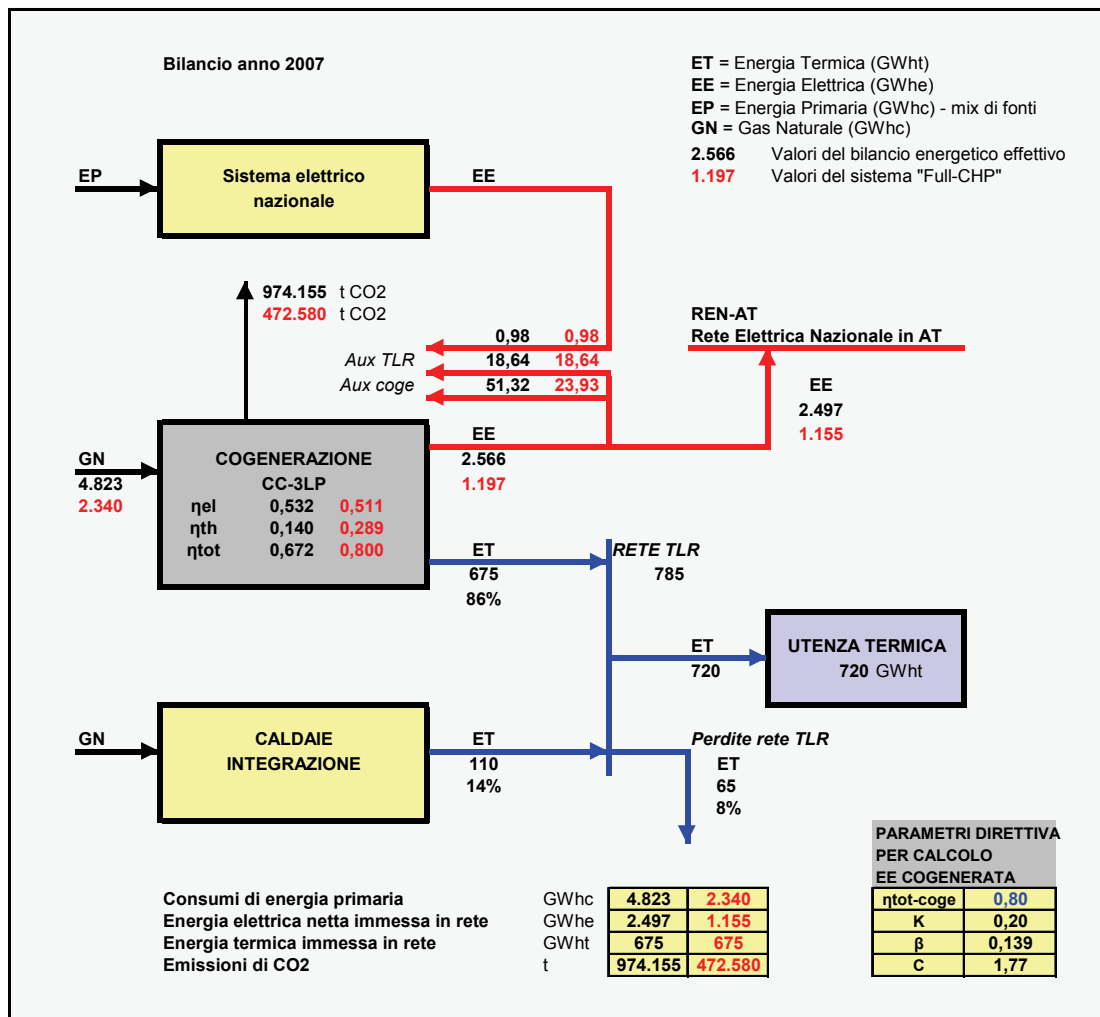 Bilancio anno 2007
ET = Energia Termica (GWht)
EE = Energia Elettrica (GWhe)
EP = Energia Primaria (GWhc) - mix di fonti
GN = Gas Naturale (GWhc)
2.566 Valori del bilancio energetico effettivo
1.197 Valori del sistema "Full-CHP"
EP
Sistema elettrico
nazionale
EE
974.155 t CO2
472.580 t CO2
0,98 0,98
Aux TLR 18,64 18,64
Aux coge 51,32 23,93
REN-AT
Rete Elettrica Nazionale in AT
EE
2.497
1.155
GN
4.823
2.340
COGENERAZIONE
CC-3LP
ηel 0,532 0,511
ηth 0,140 0,289
ηtot 0,672 0,800
EE
2.566
1.197
ET
675
86%
RETE TLR
785
ET
720
UTENZA TERMICA
720 GWht
GN
CALDAIE
INTEGRAZIONE
ET
110
14%
Perdite rete TLR
ET
65
8%
PARAMETRI DIRETTIVA
PER CALCOLO
EE COGENERATA
ηtot-coge 0,80
K 0,20
β 0,139
C 1,77
Consumi di energia primaria GWhc 4.823 2.340
Energia elettrica netta immessa in rete GWhe 2.497 1.155
Energia termica immessa in rete GWht 675 675
Emissioni di CO2 t 974.155 472.580